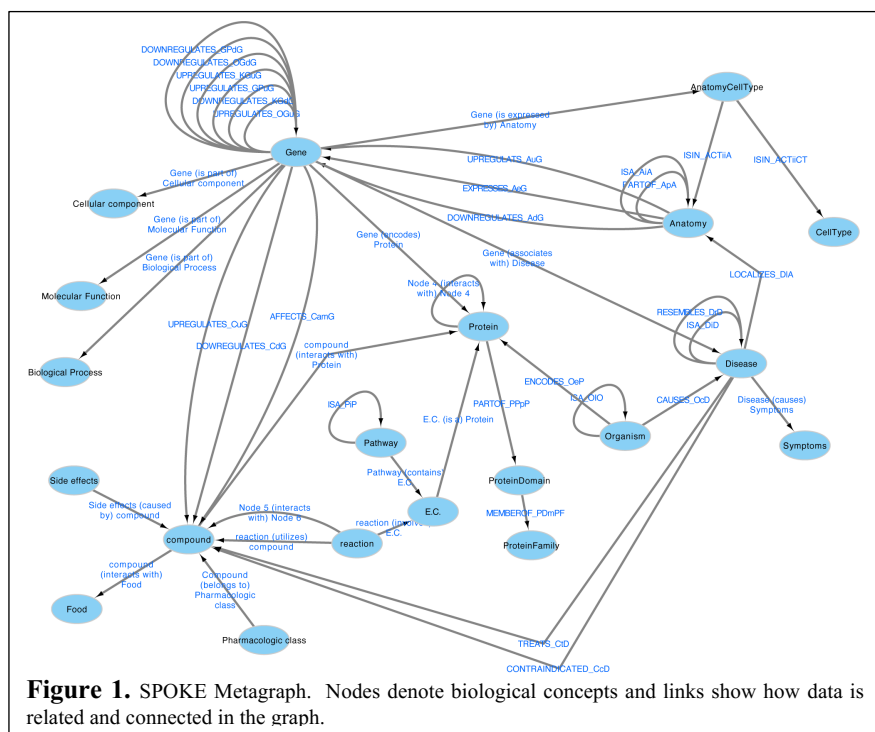 DOWNREGULATES_GPdG
DOWNREGULATES_OGdG
UPREGULATES_KGuG
UPREGULATES_GPuG
DOWNREGULATES_KGdG
UPREGULATES_OGuG
AnatomyCellType
Gene (is expressed
by) Anatomy
Gene
UPREGULATS_AuG
ISIN_ACTiiA
ISIN_ACTiiCT
EXPRESSES_AeG
ISA_AiA
PARTOF_ApA
Gene (is part of)
Cellular component
Cellular component
DOWNREGULATES_AdG
Anatomy
CellType
Gene (is part of)
Molecular Function
Gene (encodes)
Protein
Gene (associates
with) Disease
Gene (is part of)
Biological Process
LOCALIZES_DlA
Node 4 (interacts
with) Node 4
Molecular Function
RESEMBLES_DrD
ISA_DiD
UPREGULATES_CuG
AFFECTS_CamG
Protein
DOWREGULATES_CdG
compound
(interacts with)
Protein
Biological Process
Disease
ENCODES_OeP
ISA_PiP
PARTOF_PPpP
ISA_OiO
CAUSES_OcD
Disease (causes)
Symptoms
E.C. (is a) Protein
Pathway
Organism
Symptoms
Pathway (contains)
E.C.
Side effects
ProteinDomain
Side effects (caused
by) compound
Node 5 (interacts
with) Node 6
E.C.
MEMBEROF_PDmPF
reaction (involve
E.C.
compound
reaction (utilizes)
compound
reaction
ProteinFamily
compound
(interacts with)
Food
Compound
(belongs to)
Pharmacologic
class
Food
Pharmacologic class
TREATS_CtD
CONTRAINDICATED_CcD
Figure 1. SPOKE Metagraph. Nodes denote biological concepts and links show how data is
related and connected in the graph.